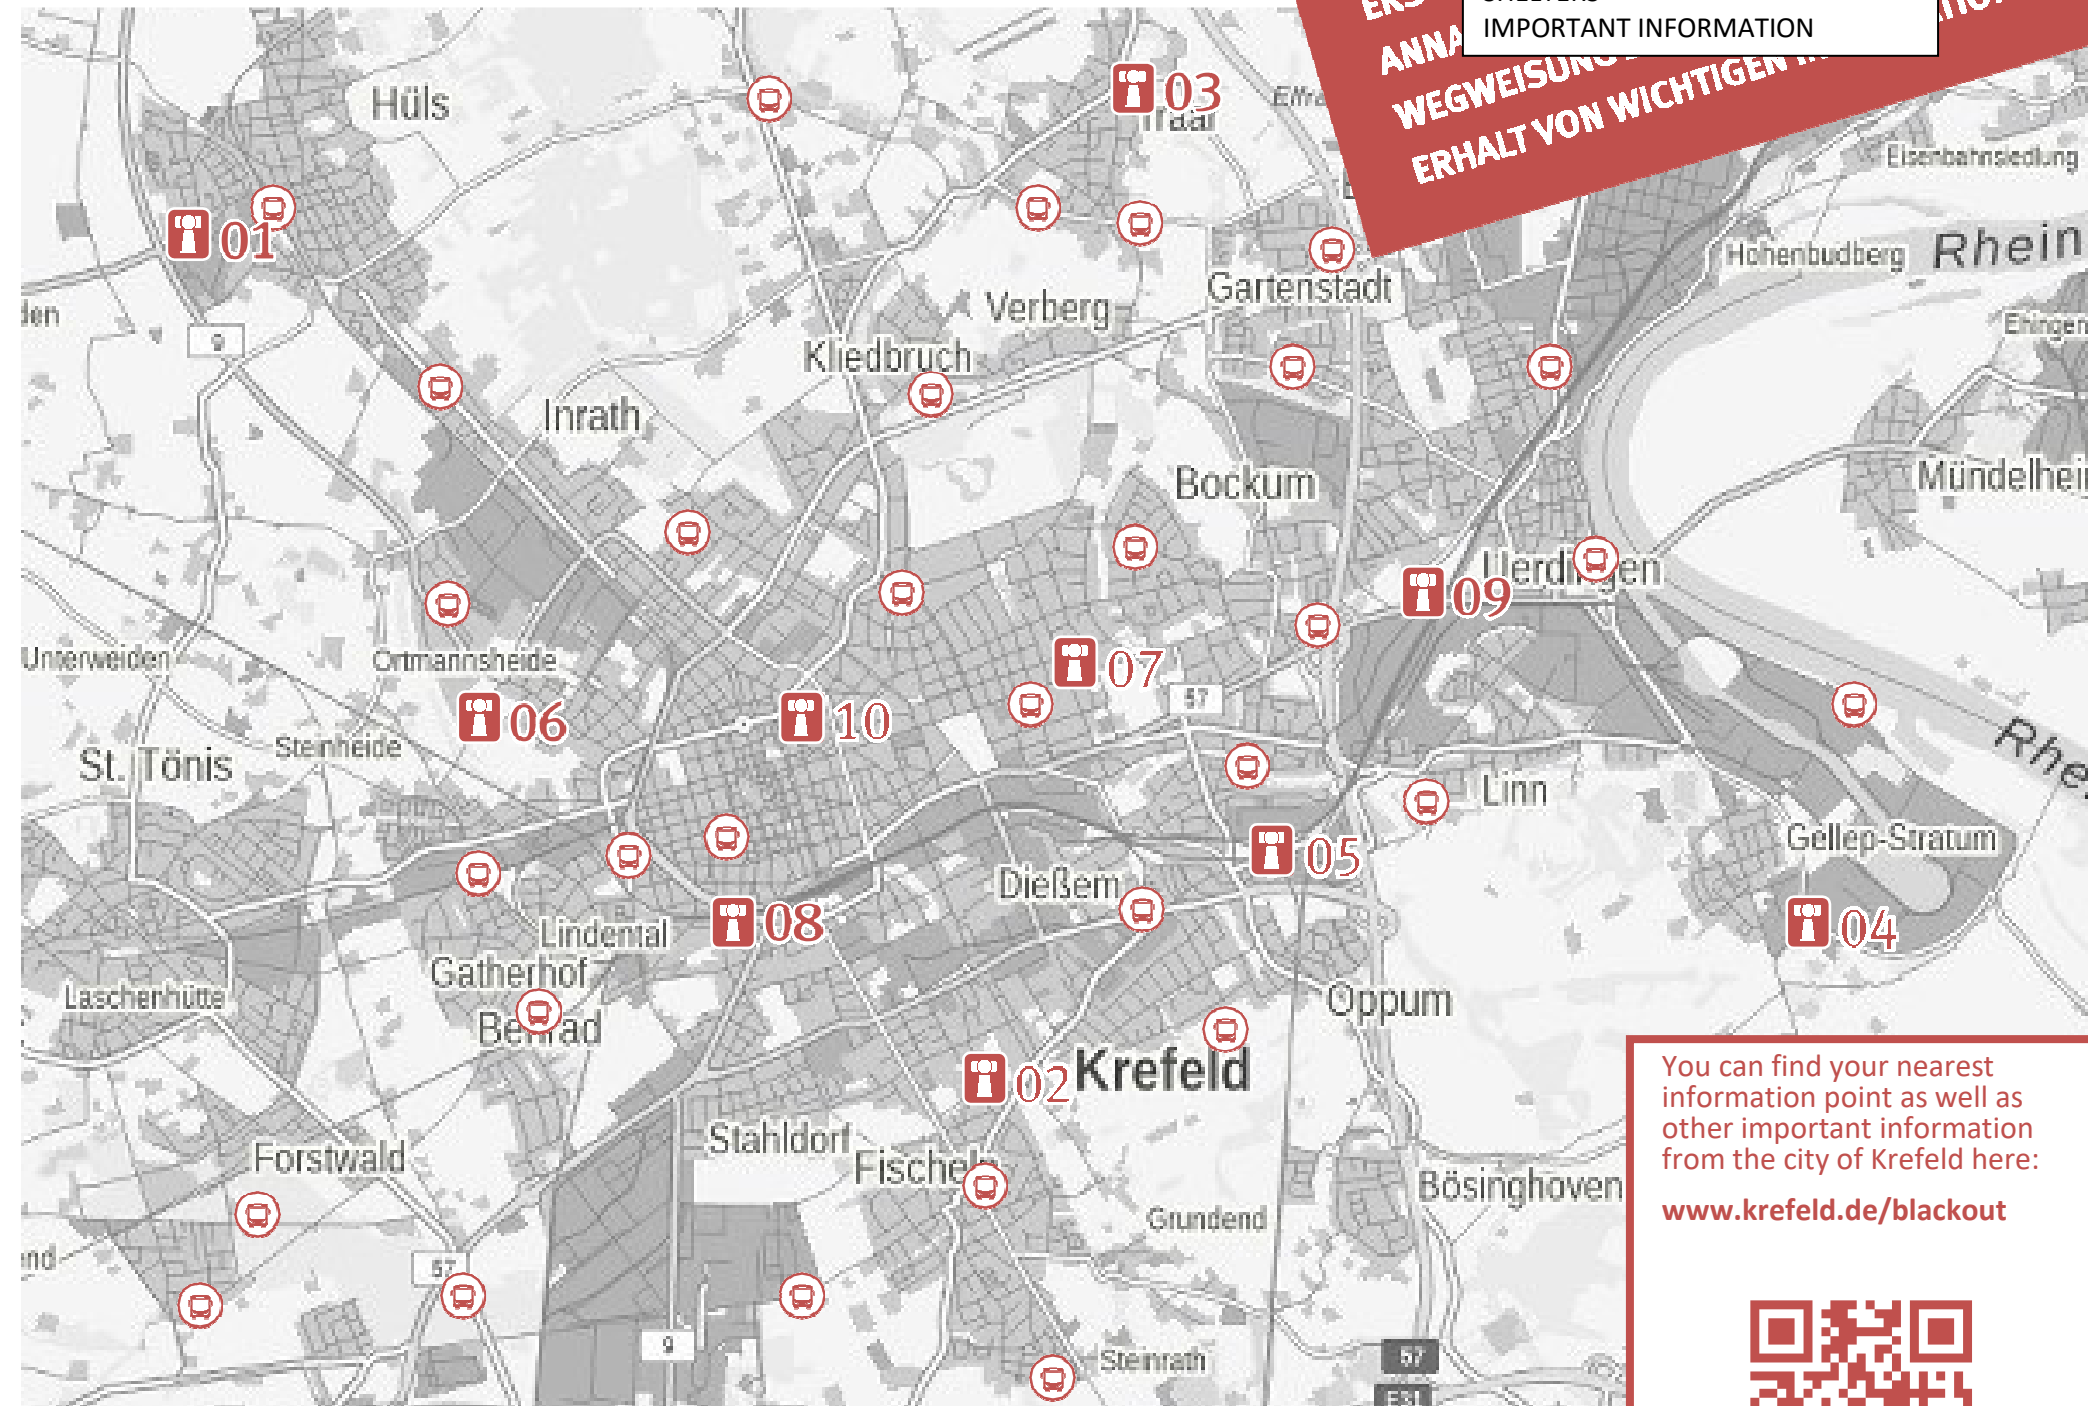 IMPORTANT INFORMATION
WEGWEISUNG
ERHALT VON WICHTIGEN
Hüls
03
Traar
Eisenbahnsiedlung
01
Hohenbudberg
Rhein
Gartenstadt
Verberg
9
Kliedbruch
Inrath
Bockum
Uerdingen
09
Unterweiden
Ortmannsheide
07
57
06
10
St. Tönis
Steinheide
Linn
Gellep-Stratum
05
Dießem
08
04
Lindental
Gatherhof
Laschenhütte
Oppum
Benrad
02
Krefeld
Stahldorf
Forstwald
Fischeln
Bösinghoven
Grundend
57
9
Steinrath
57
You can find your nearest
information point as well as
other important information
from the city of Krefeld here:
www.krefeld.de/blackout